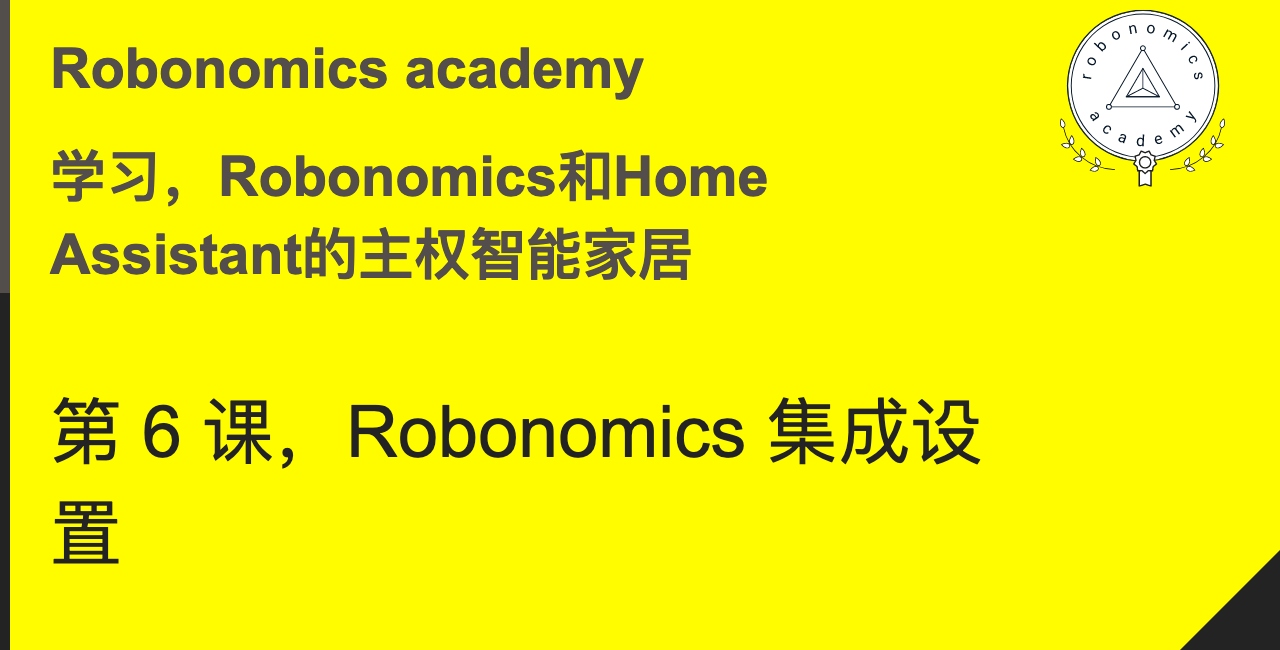 Robonomics academy
学习，Robonomics和Home
Assistant的主权智能家居
第 6 课，Robonomics 集成设
置
robonomics
academy